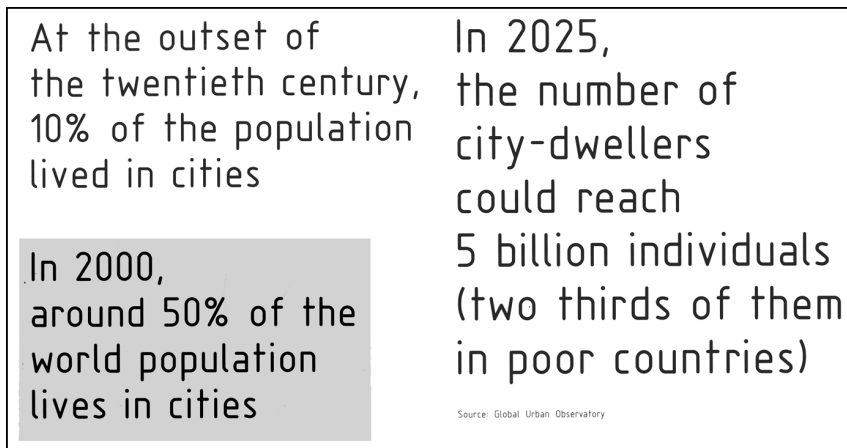 At the outset of
the twentieth century,
10% of the population
lived in cities
In 2000,
around 50% of the
world population
lives in cities
In 2025,
the number of
city-dwellers
could reach
5 billion individuals
(two thirds of them
in poor countries)
Source: Global Urban Observatory